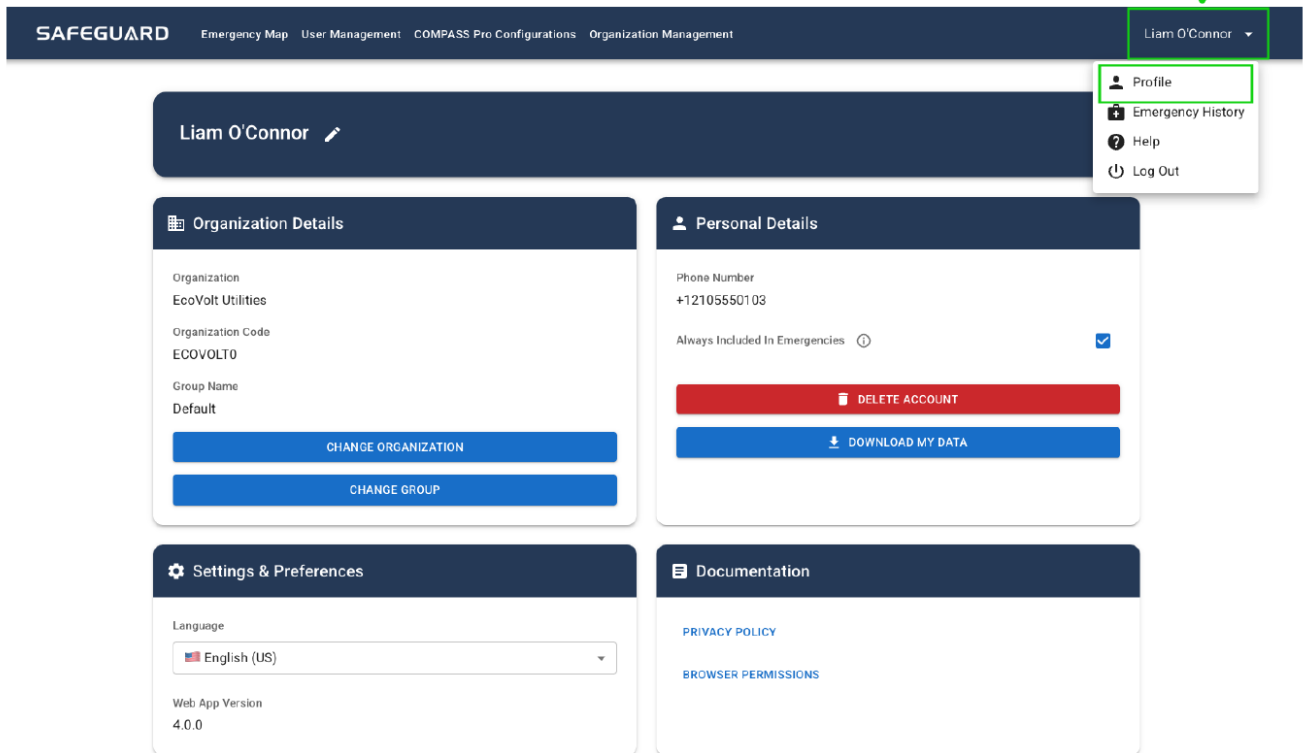 SAFEGUARD Emergency Map User Management COMPASS Pro Configurations Organization Management Liam O'Connor
Profile
Emergency History
Help
Log Out
Liam O'Connor
Organization Details
Organization
EcoVolt Utilities
Organization Code
ECOVOLT0
Group Name
Default
CHANGE ORGANIZATION
CHANGE GROUP
Personal Details
Phone Number
+12105550103
Always Included In Emergencies
DELETE ACCOUNT
DOWNLOAD MY DATA
Settings & Preferences
Language
English (US)
Web App Version
4.0.0
Documentation
PRIVACY POLICY
BROWSER PERMISSIONS